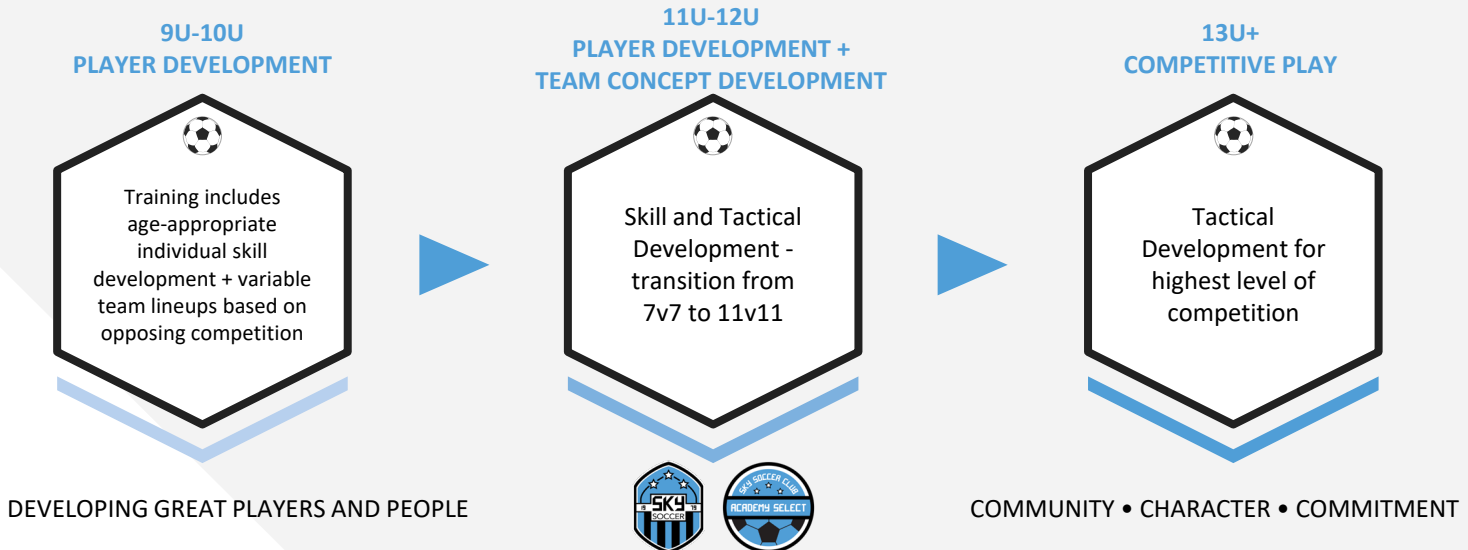 9U-10U
PLAYER DEVELOPMENT
Training includes
age-appropriate
individual skill
development + variable
team lineups based on
opposing competition
11U-12U
PLAYER DEVELOPMENT +
TEAM CONCEPT DEVELOPMENT
Skill and Tactical
Development -
transition from
7v7 to 11v11
13U+
COMPETITIVE PLAY
Tactical
Development for
highest level of
competition
DEVELOPING GREAT PLAYERS AND PEOPLE
19 SKY 79
SOCCER
SKY SOCCER CLUB
ACADEMY SELECT
COMMUNITY • CHARACTER • COMMITMENT